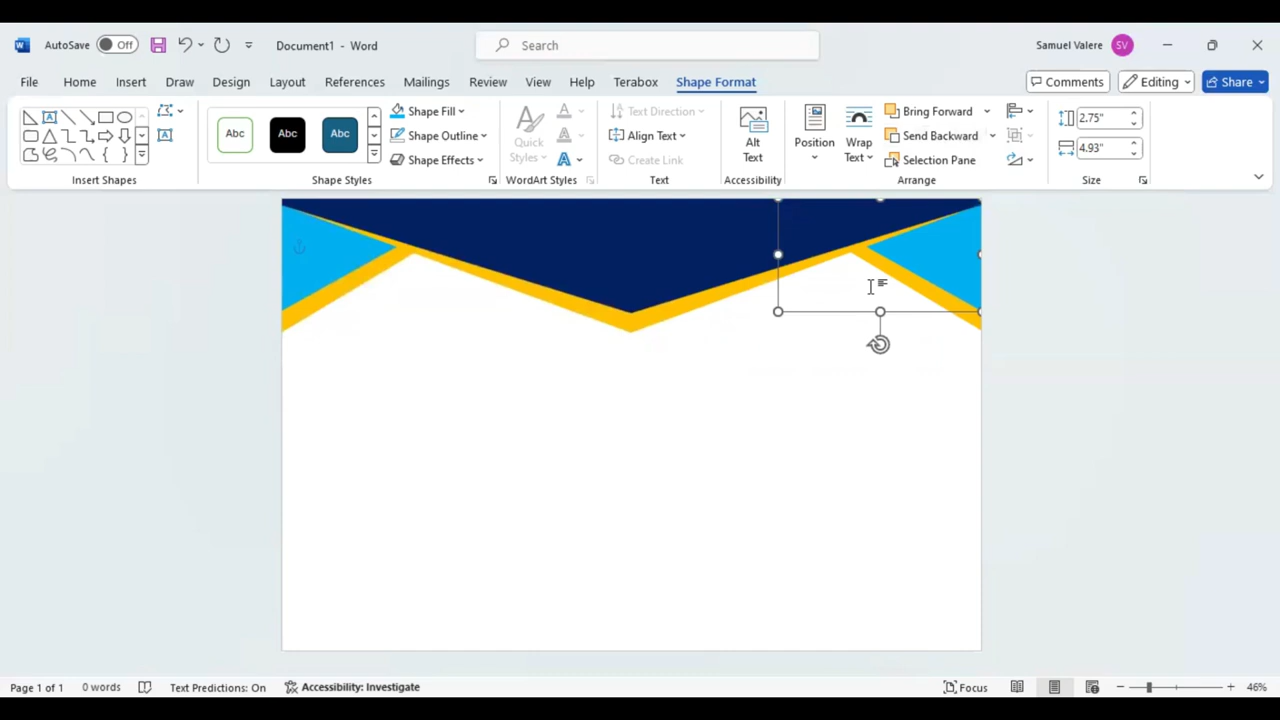 AutoSave Off Document1 - Word Search Samuel Valere SV
File Home Insert Draw Design Layout References Mailings Review View Help Terabox Shape Format Comments Editing Share
Abc Abc Abc Shape Fill Text Direction Bring Forward 2.75"
Shape Outline Quick Styles Align Text Alt Text Position Wrap Text Send Backward 4.93"
Shape Effects Create Link Selection Pane
Insert Shapes Shape Styles WordArt Styles Text Accessibility Arrange Size
Page 1 of 1 0 words Text Predictions: On Accessibility: Investigate Focus 46%